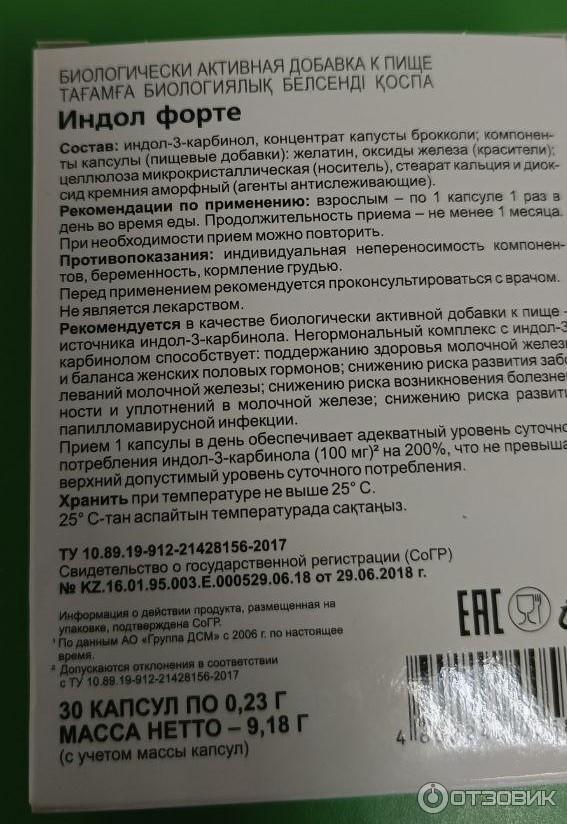 БИОЛОГИЧЕСКИ АКТИВНАЯ ДОБАВКА К ПИЩЕ
ТАҒАМҒА БИОЛОГИЯЛЫҚ БЕЛСЕНДІ ҚОСПА
Индол форте
Состав: индол-3-карбинол, концентрат капусты брокколи; компонен-
ты капсулы (пищевые добавки): желатин, оксиды железа (красители);
целлюлоза микрокристаллическая (носитель), стеарат кальция и диок-
сид кремния аморфный (агенты антислеживающие).
Рекомендации по применению: взрослым – по 1 капсуле 1 раз в
день во время еды. Продолжительность приема – не менее 1 месяца.
При необходимости прием можно повторить.
Противопоказания: индивидуальная непереносимость компонен-
тов, беременность, кормление грудью.
Перед применением рекомендуется проконсультироваться с врачом.
Не является лекарством.
Рекомендуется в качестве биологически активной добавки к пище –
источника индол-3-карбинола. Негормональный комплекс с индол-3
карбинолом способствует: поддержанию здоровья молочной желез
и баланса женских половых гормонов; снижению риска развития забо
леваний молочной железы; снижению риска возникновения болезнен
ности и уплотнений в молочной железе; снижению риска развити
папилломавирусной инфекции.
Прием 1 капсулы в день обеспечивает адекватный уровень суточно
потребления индол-3-карбинола (100 мг)² на 200%, что не превыша
верхний допустимый уровень суточного потребления.
Хранить при температуре не выше 25° С.
25° С-тан аспайтын температурада сақтаңыз.
ТУ 10.89.19-912-21428156-2017
Свидетельство о государственной регистрации (СоГР)
№ KZ.16.01.95.003.E.000529.06.18 от 29.06.2018 г.
Информация о действии продукта, размещенная на
упаковке, подтверждена СоГР.
¹ По данным АО «Группа ДСМ» с 2006 г. по настоящее
время.
² Допускаются отклонения в соответствии
с ТУ 10.89.19-912-21428156-2017
EAC
30 КАПСУЛ ПО 0,23 Г
МАССА НЕТТО – 9,18 Г
(с учетом массы капсул)
ОТЗОВИК